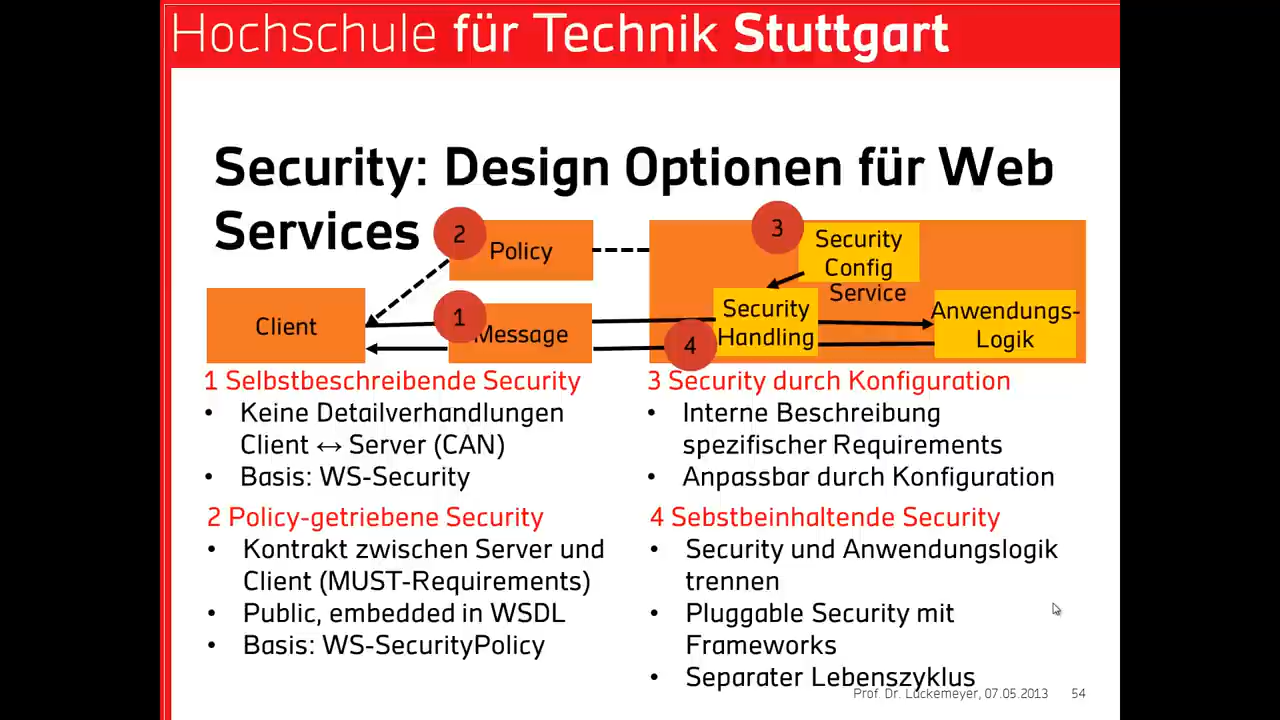 Hochschule für Technik Stuttgart
Security: Design Optionen für Web
Services
2
Policy
3
Security
Config
Service
Client
1
Message
4
Security
Handling
Anwendungs-
Logik
1 Selbstbeschreibende Security
• Keine Detailverhandlungen
Client ↔ Server (CAN)
• Basis: WS-Security
2 Policy-getriebene Security
• Kontrakt zwischen Server und
Client (MUST-Requirements)
• Public, embedded in WSDL
• Basis: WS-SecurityPolicy
3 Security durch Konfiguration
• Interne Beschreibung
spezifischer Requirements
• Anpassbar durch Konfiguration
4 Sebstbeinhaltende Security
• Security und Anwendungslogik
trennen
• Pluggable Security mit
Frameworks
• Separater Lebenszyklus
Prof. Dr. Lückemeyer, 07.05.2013 54